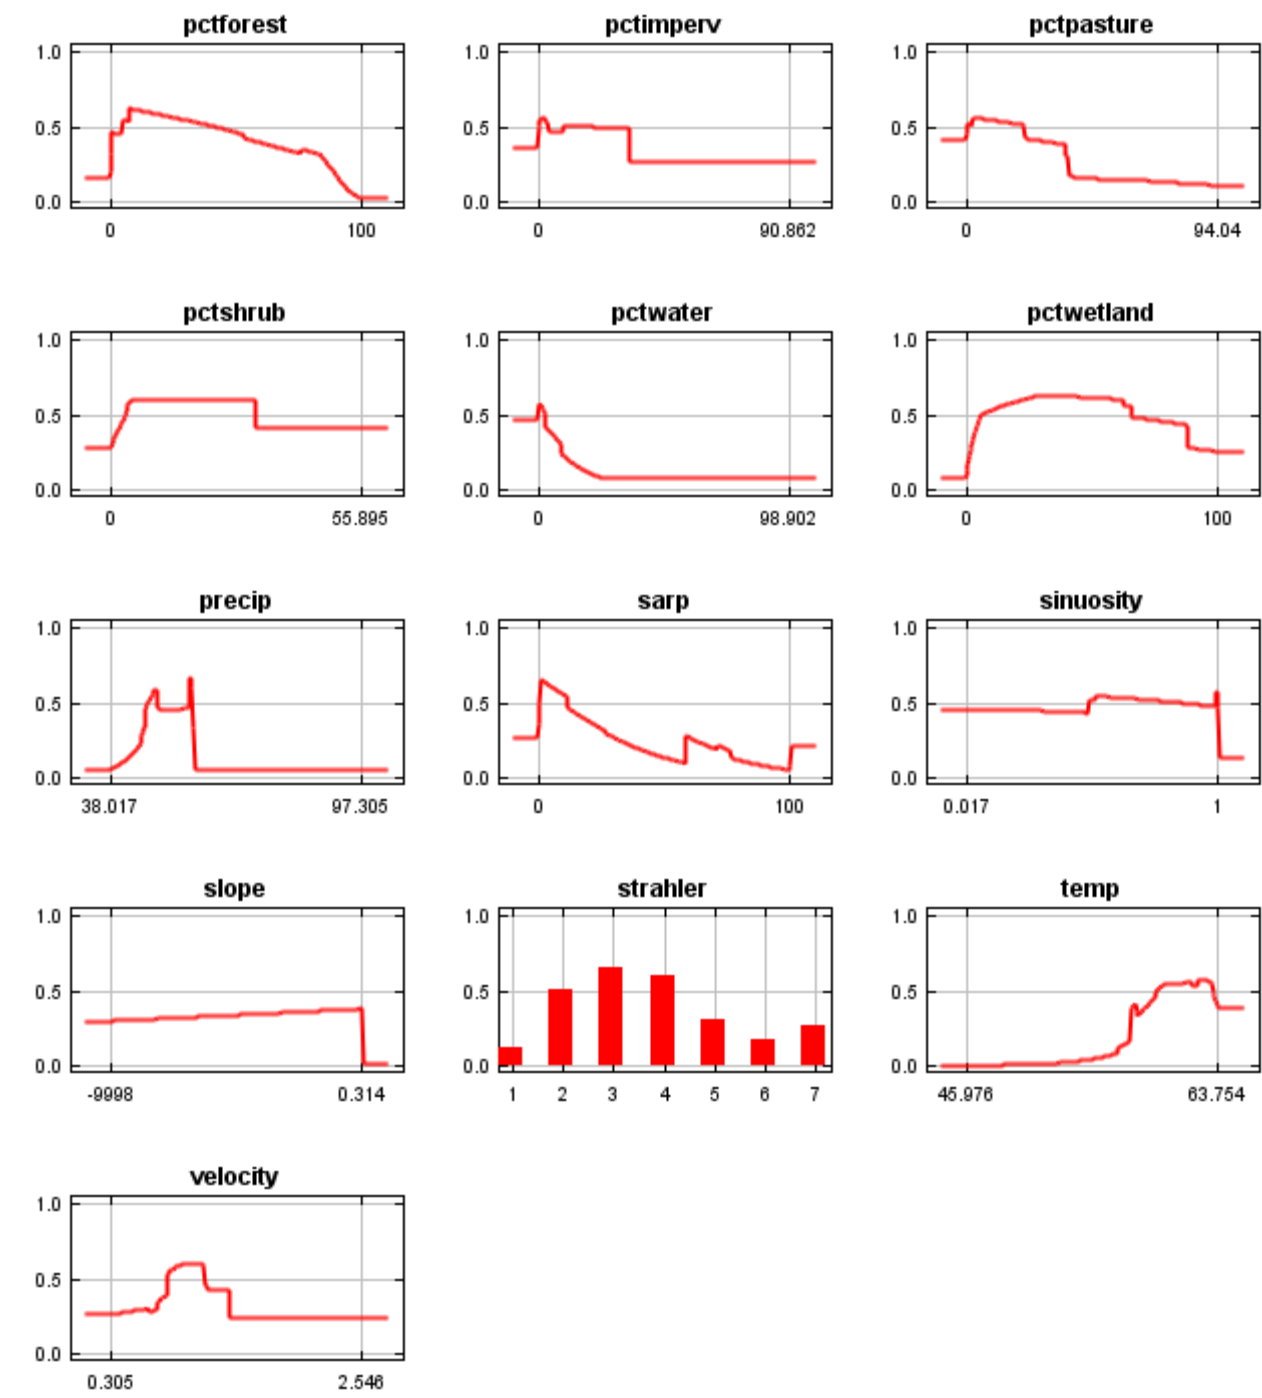 pctforest pctimperv pctpasture
1.0 1.0 1.0
0.5 0.5 0.5
0.0 0.0 0.0
0 100 0 90.862 0 94.04
pctshrub pctwater pctwetland
1.0 1.0 1.0
0.5 0.5 0.5
0.0 0.0 0.0
0 55.895 0 98.902 0 100
precip sarp sinuosity
1.0 1.0 1.0
0.5 0.5 0.5
0.0 0.0 0.0
38.017 97.305 0 100 0.017 1
slope strahler temp
1.0 1.0 1.0
0.5 0.5 0.5
0.0 0.0 0.0
-9998 0.314 1 2 3 4 5 6 7 45.976 63.754
velocity
1.0
0.5
0.0
0.305 2.546